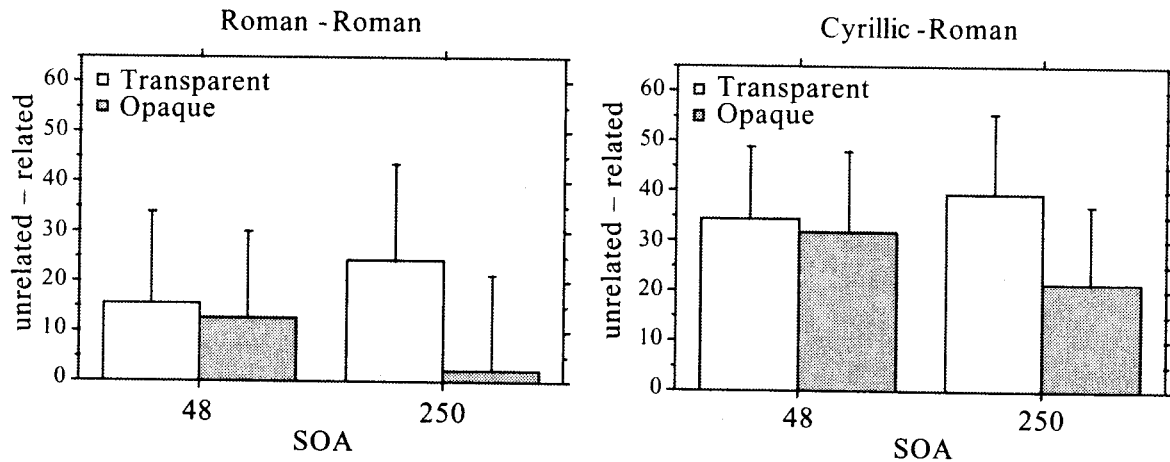 Roman - Roman
60
50
40
30
20
10
0
unrelated – related
Transparent
Opaque
48 250
SOA
Cyrillic - Roman
60
50
40
30
20
10
0
unrelated – related
Transparent
Opaque
48 250
SOA